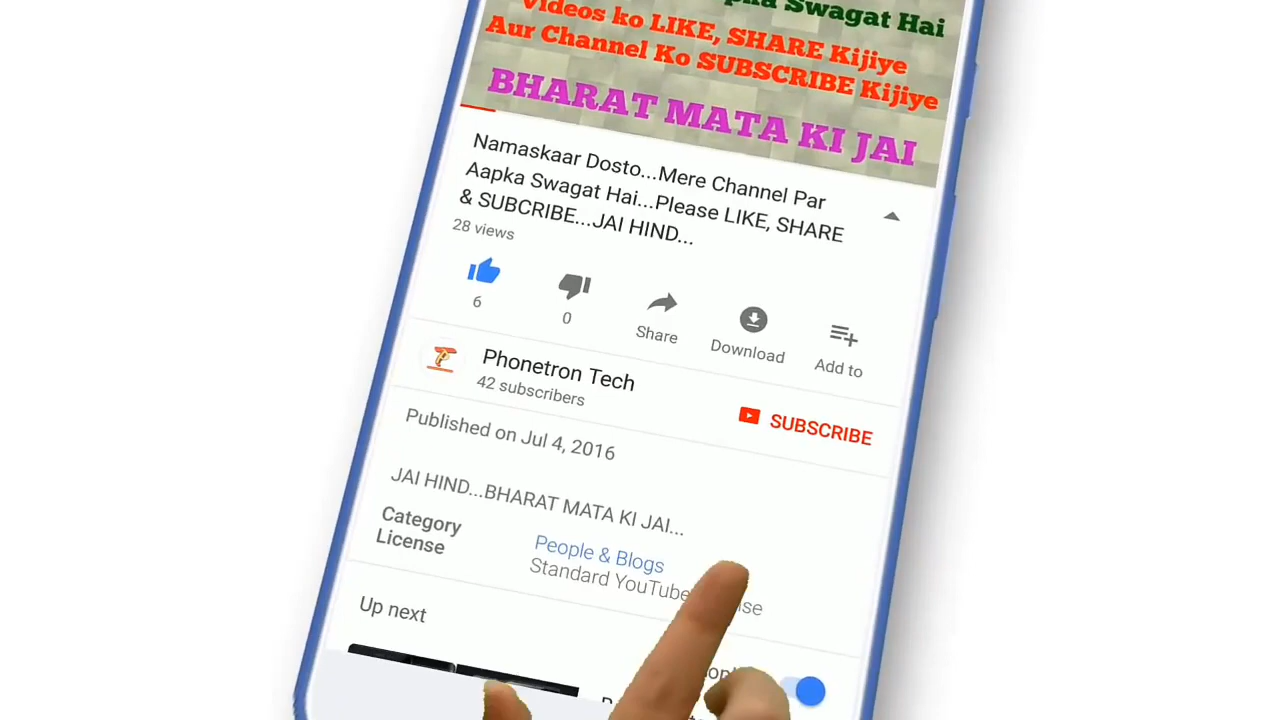 Swagat Hai
Videos ko LIKE, SHARE Kijiye
Aur Channel Ko SUBSCRIBE Kijiye
BHARAT MATA KI JAI
Namaskaar Dosto...Mere Channel Par
Aapka Swagat Hai...Please LIKE, SHARE
& SUBCRIBE...JAI HIND...
28 views
6
0
Share
Download
Add to
Phonetron Tech
42 subscribers
SUBSCRIBE
Published on Jul 4, 2016
JAI HIND...BHARAT MATA KI JAI...
Category
People & Blogs
License
Standard YouTube
Up next